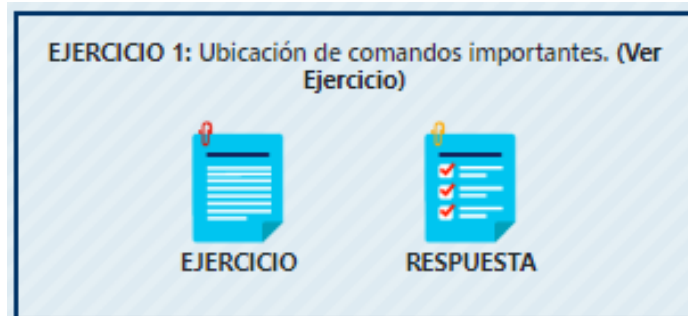 EJERCICIO 1: Ubicación de comandos importantes. (Ver
Ejercicio)
EJERCICIO
RESPUESTA